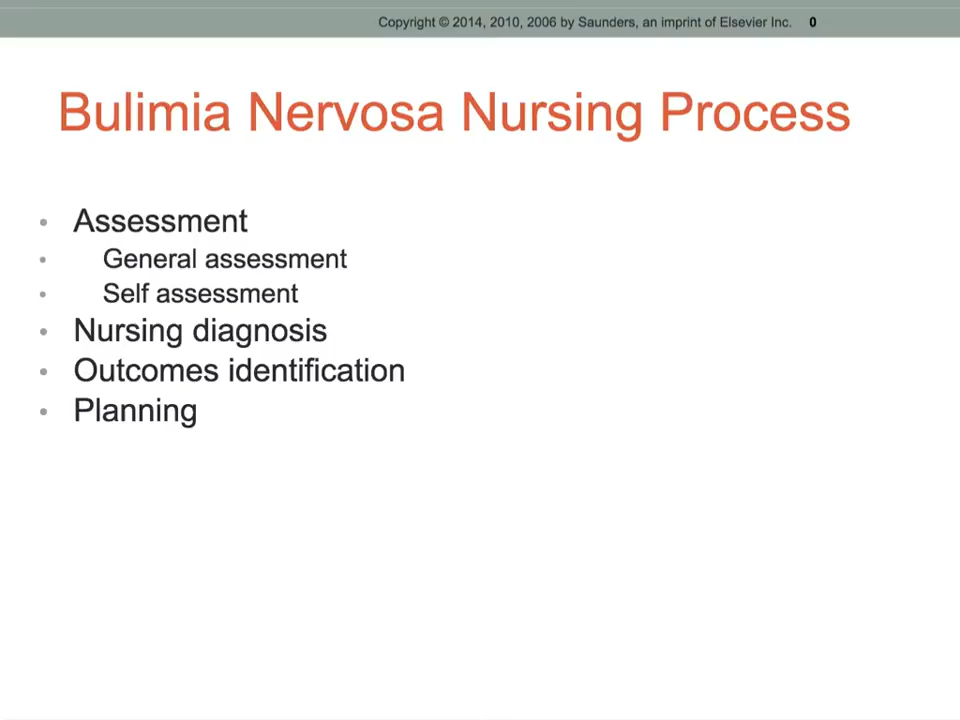 Copyright © 2014, 2010, 2006 by Saunders, an imprint of Elsevier Inc. 0
Bulimia Nervosa Nursing Process
• Assessment
• General assessment
• Self assessment
• Nursing diagnosis
• Outcomes identification
• Planning